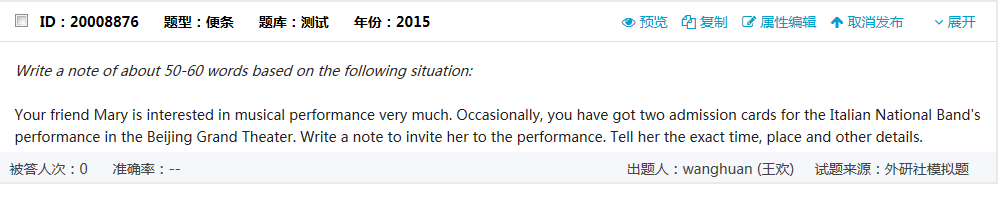 ID：20008876 题型：便条 题库：测试 年份：2015 预览 复制 属性编辑 取消发布 展开
Write a note of about 50-60 words based on the following situation:
Your friend Mary is interested in musical performance very much. Occasionally, you have got two admission cards for the Italian National Band's
performance in the Beijing Grand Theater. Write a note to invite her to the performance. Tell her the exact time, place and other details.
被答人次：0 准确率：-- 出题人：wanghuan (王欢) 试题来源：外研社模拟题